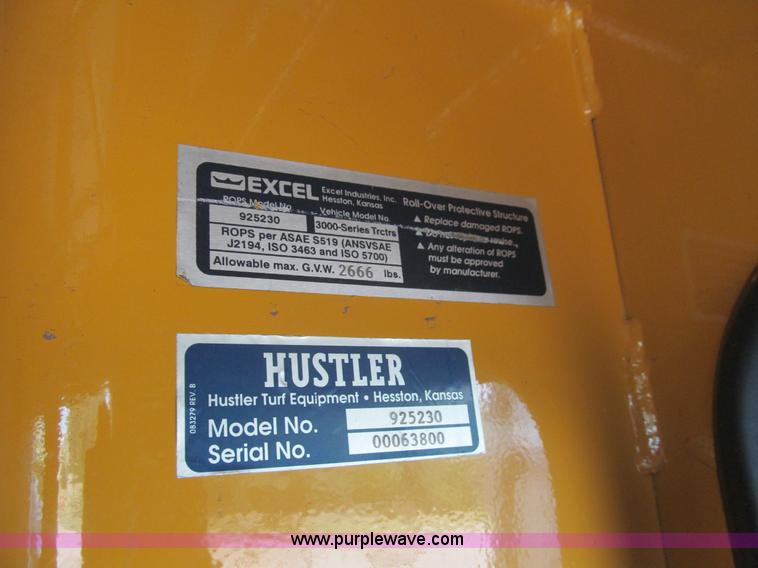 EXCEL Excel Industries, Inc.
Hesston, Kansas
Roll-Over Protective Structure
ROPS Model No. Vehicle Model No.
925230 3000-Series Trctrs
ROPS per ASAE S519 (ANSVSAE
J2194, ISO 3463 and ISO 5700)
Allowable max. G.V.W. 2666 lbs.
▲ Replace damaged ROPS.
▲ Do not
▲ Any alteration of ROPS
must be approved
by manufacturer.
HUSTLER
Hustler Turf Equipment • Hesston, Kansas
Model No. 925230
Serial No. 00063800
083279 REV. B
www.purplewave.com